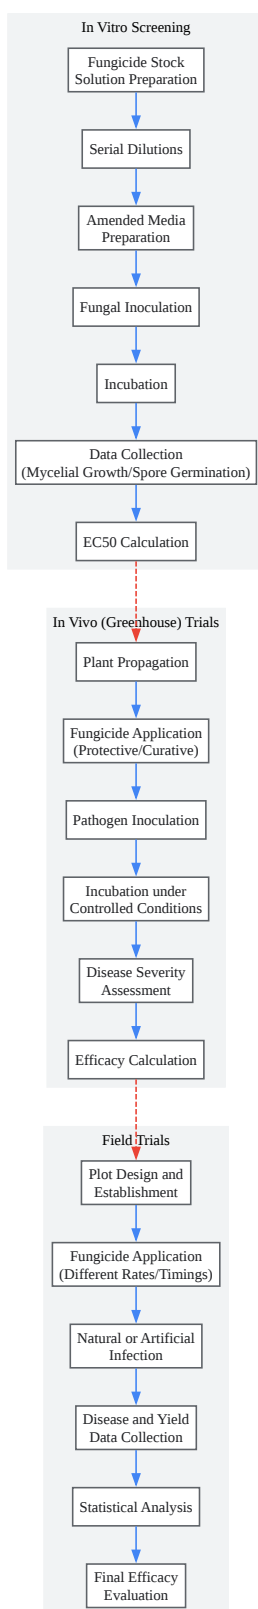 In Vitro Screening
Fungicide Stock
Solution Preparation
Serial Dilutions
Amended Media
Preparation
Fungal Inoculation
Incubation
Data Collection
(Mycelial Growth/Spore Germination)
EC50 Calculation
In Vivo (Greenhouse) Trials
Plant Propagation
Fungicide Application
(Protective/Curative)
Pathogen Inoculation
Incubation under
Controlled Conditions
Disease Severity
Assessment
Efficacy Calculation
Field Trials
Plot Design and
Establishment
Fungicide Application
(Different Rates/Timings)
Natural or Artificial
Infection
Disease and Yield
Data Collection
Statistical Analysis
Final Efficacy
Evaluation